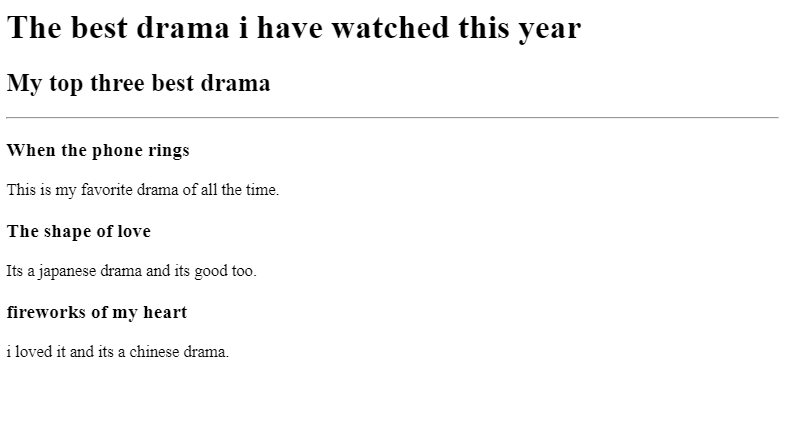 The best drama i have watched this year
My top three best drama
When the phone rings
This is my favorite drama of all the time.
The shape of love
Its a japanese drama and its good too.
fireworks of my heart
i loved it and its a chinese drama.